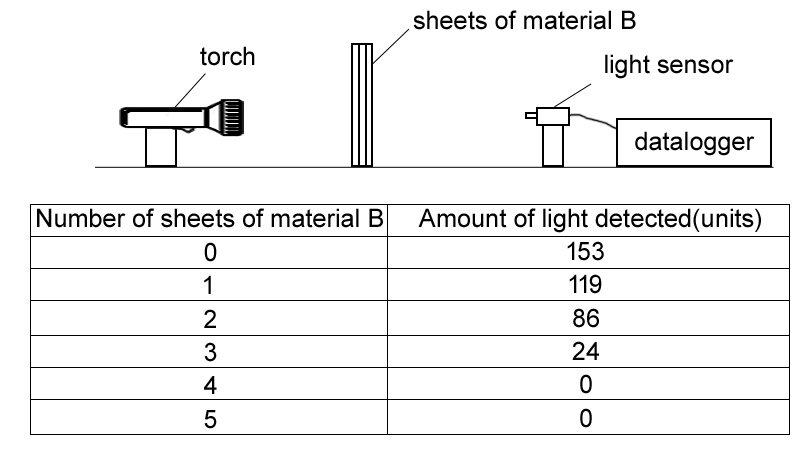 sheets of material B
torch
light sensor
datalogger
Number of sheets of material B Amount of light detected(units)
0 153
1 119
2 86
3 24
4 0
5 0